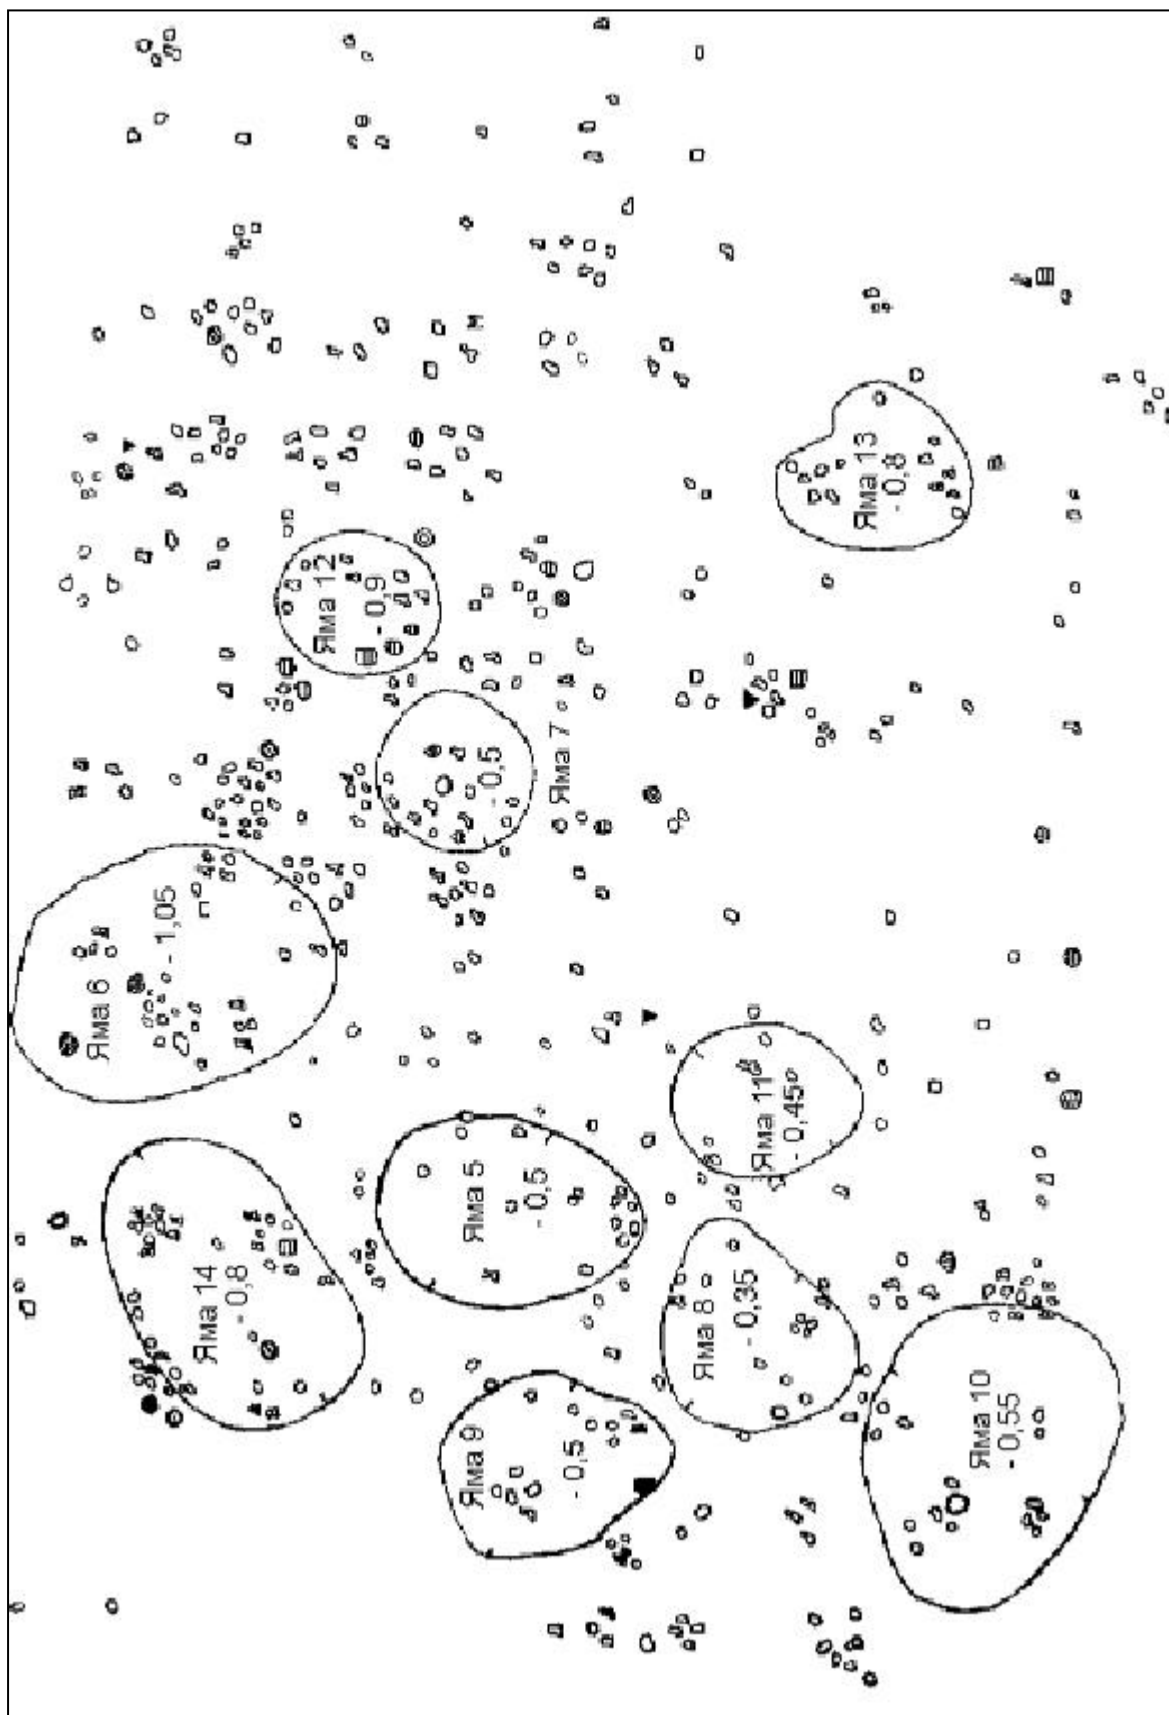 Яма 6
- 1,05
Яма 14
- 0,8
Яма 12
- 0,9
Яма 7
- 0,5
Яма 5
- 0,5
Яма 9
- 0,5
Яма 8
- 0,35
Яма 11
- 0,45
Яма 13
- 0,8
Яма 10
- 0,55
М